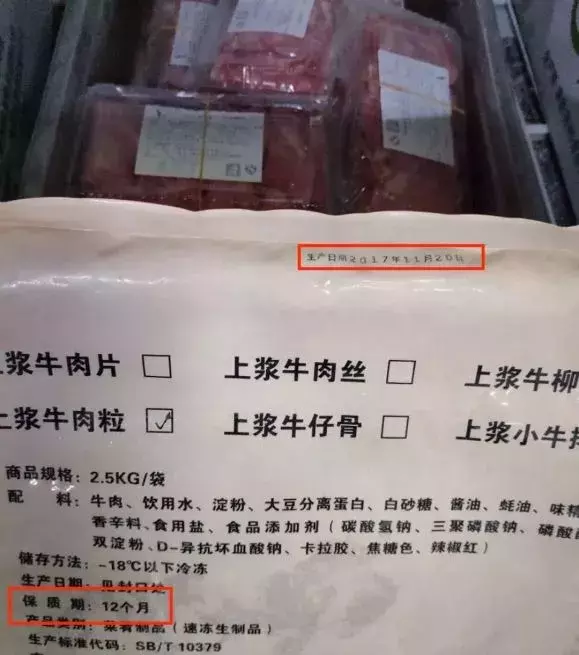 生产日期2017年11月20日
上浆牛肉片 上浆牛肉丝 上浆牛柳
上浆牛肉粒 上浆牛仔骨 上浆小牛排
商品规格：2.5KG/袋
配 料：牛肉、饮用水、淀粉、大豆分离蛋白、白砂糖、酱油、蚝油、味精
香辛料、食用盐、食品添加剂（碳酸氢钠、三聚磷酸钠、磷酸
双淀粉、D-异抗坏血酸钠、卡拉胶、焦糖色、辣椒红）
储存方法：-18℃以下冷冻
生产日期：见封口处
保 质 期：12个月
产品类别：菜肴制品（速冻生制品）
生产标准代码：SB/T 10379